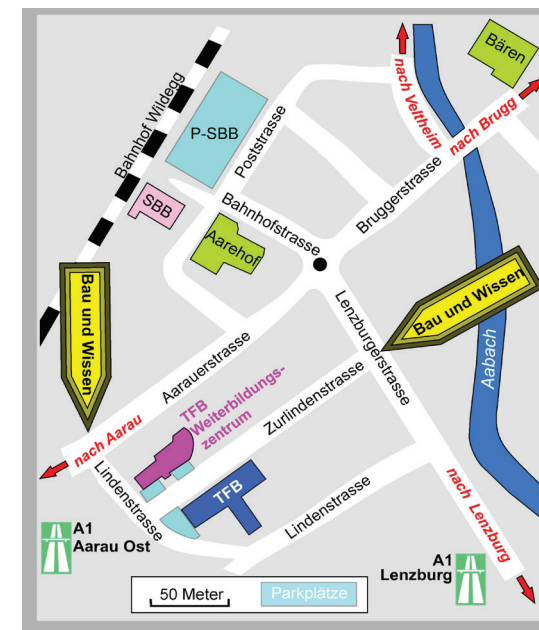 Bären
nach Veltheim
nach Brugg
Bahnhof Wildegg
P-SBB
Poststrasse
Bruggerstrasse
SBB
Bahnhofstrasse
Aarehof
Bau und Wissen
Bau und Wissen
Lenzburgerstrasse
Aabach
Aarauerstrasse
TFB
Weiterbildungs-
zentrum
Zurlindenstrasse
nach Aarau
Lindenstrasse
TFB
Lindenstrasse
nach Lenzburg
A1
Aarau Ost
A1
Lenzburg
50 Meter
Parkplätze